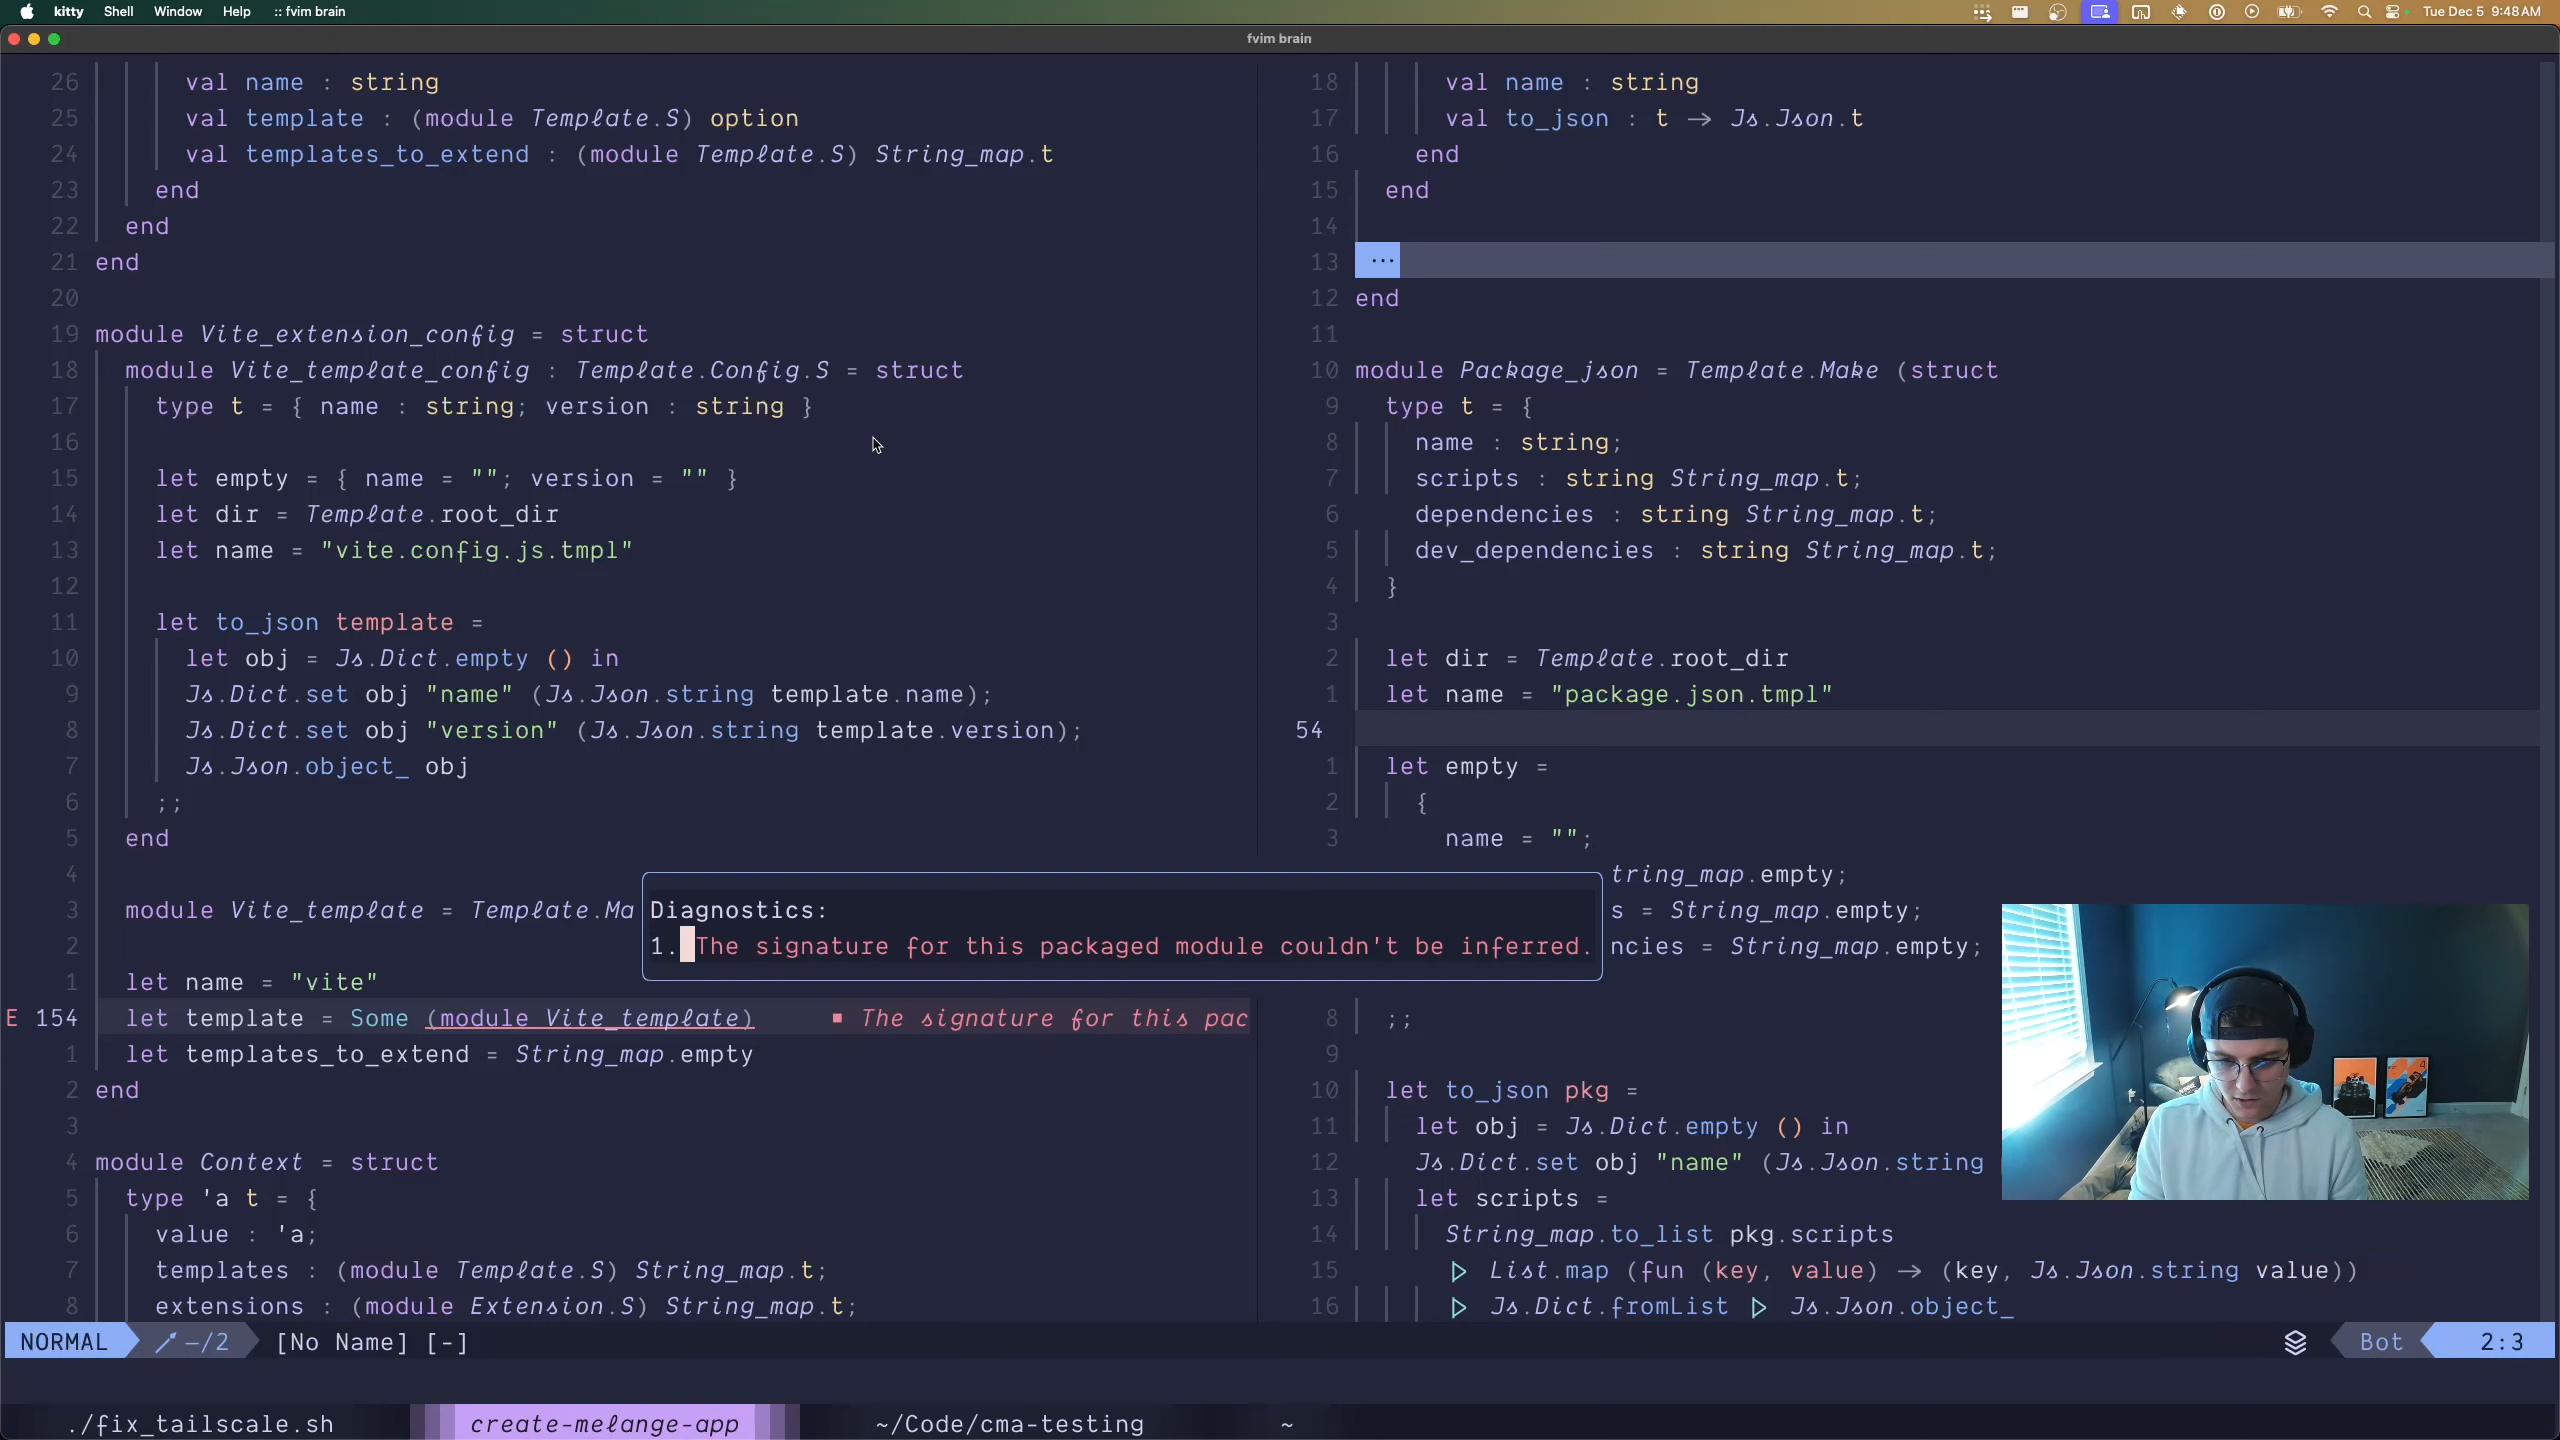 kitty Shell Window Help :: fvim brain
Tue Dec 5 9:48 AM
fvim brain
26 val name : string
25 val template : (module Template.S) option
24 val templates_to_extend : (module Template.S) String_map.t
23 end
22 end
21 end
20
19 module Vite_extension_config = struct
18 module Vite_template_config : Template.Config.S = struct
17 type t = { name : string; version : string }
16
15 let empty = { name = ""; version = "" }
14 let dir = Template.root_dir
13 let name = "vite.config.js.tmpl"
12
11 let to_json template =
10 let obj = Js.Dict.empty () in
9 Js.Dict.set obj "name" (Js.Json.string template.name);
8 Js.Dict.set obj "version" (Js.Json.string template.version);
7 Js.Json.object_ obj
6 ;;
5 end
4
3 module Vite_template = Template.Ma
2
1 let name = "vite"
E 154 let template = Some (module Vite_template) ■ The signature for this pac
1 let templates_to_extend = String_map.empty
2 end
3
4 module Context = struct
5 type 'a t = {
6 value : 'a;
7 templates : (module Template.S) String_map.t;
8 extensions : (module Extension.S) String_map.t;
Diagnostics:
1. The signature for this packaged module couldn't be inferred.
18 val name : string
17 val to_json : t → Js.Json.t
16 end
15 end
14
13 ...
12 end
11
10 module Package_json = Template.Make (struct
9 type t = {
8 name : string;
7 scripts : string String_map.t;
6 dependencies : string String_map.t;
5 dev_dependencies : string String_map.t;
4 }
3
2 let dir = Template.root_dir
1 let name = "package.json.tmpl"
54
1 let empty =
2 {
3 name = "";
tring_map.empty;
s = String_map.empty;
ncies = String_map.empty;
8 ;;
9
10 let to_json pkg =
11 let obj = Js.Dict.empty () in
12 Js.Dict.set obj "name" (Js.Json.string
13 let scripts =
14 String_map.to_list pkg.scripts
15 ▷ List.map (fun (key, value) → (key, Js.Json.string value))
16 ▷ Js.Dict.fromList ▷ Js.Json.object_
NORMAL –/2 [No Name] [-] Bot 2:3
./fix_tailscale.sh create-melange-app ~/Code/cma-testing ~